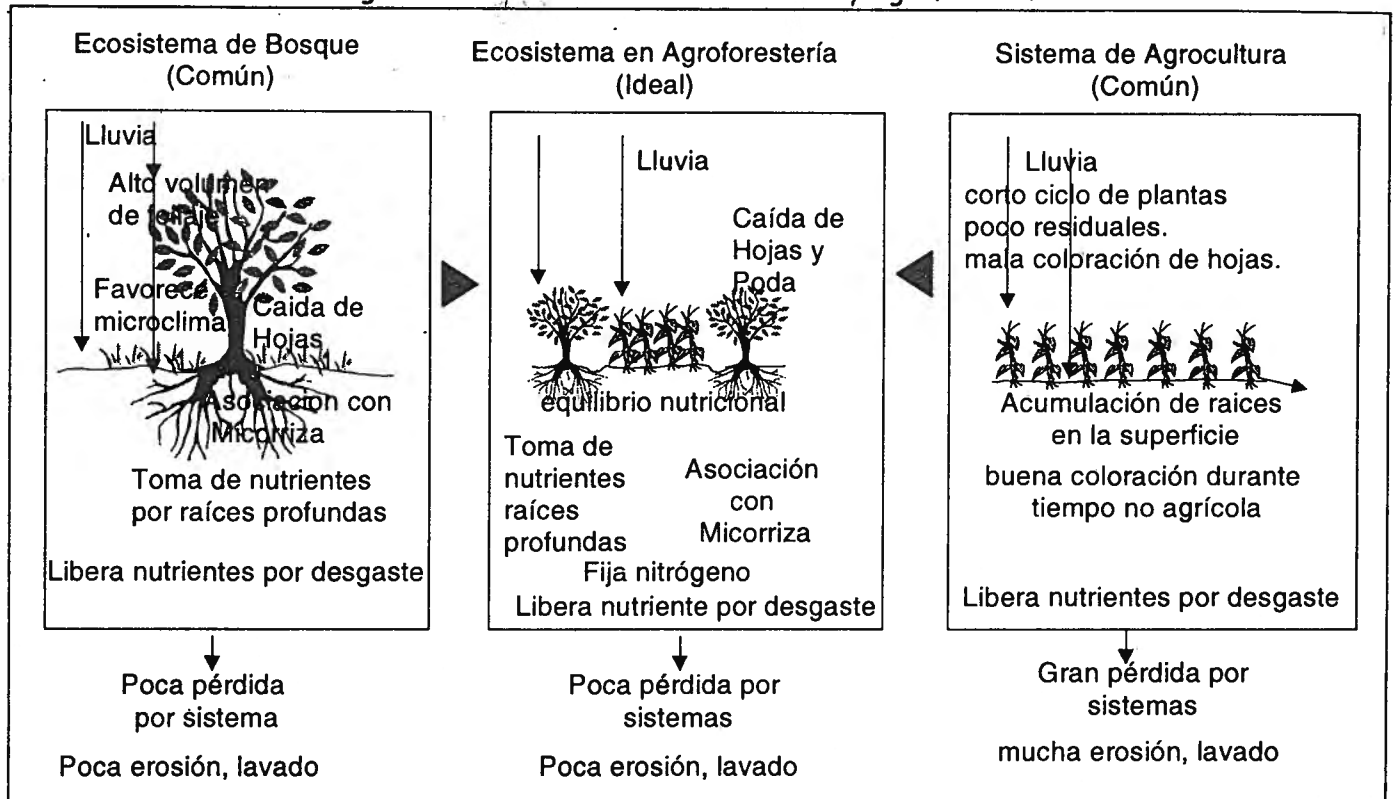 Ecosistema de Bosque
(Común)
Lluvia
Alto volumen
de follaje
Favorece
microclima
Caida de
Hojas
Asociacion con
Micorriza
Toma de nutrientes
por raíces profundas
Libera nutrientes por desgaste
Poca pérdida
por sistema
Poca erosión, lavado
Ecosistema en Agroforestería
(Ideal)
Lluvia
Caída de
Hojas y
Poda
equilibrio nutricional
Toma de
nutrientes
raíces
profundas
Asociación
con
Micorriza
Fija nitrógeno
Libera nutriente por desgaste
Poca pérdida por
sistemas
Poca erosión, lavado
Sistema de Agrocultura
(Común)
Lluvia
corto ciclo de plantas
poco residuales.
mala coloración de hojas.
Acumulación de raices
en la superficie
buena coloración durante
tiempo no agrícola
Libera nutrientes por desgaste
Gran pérdida por
sistemas
mucha erosión, lavado